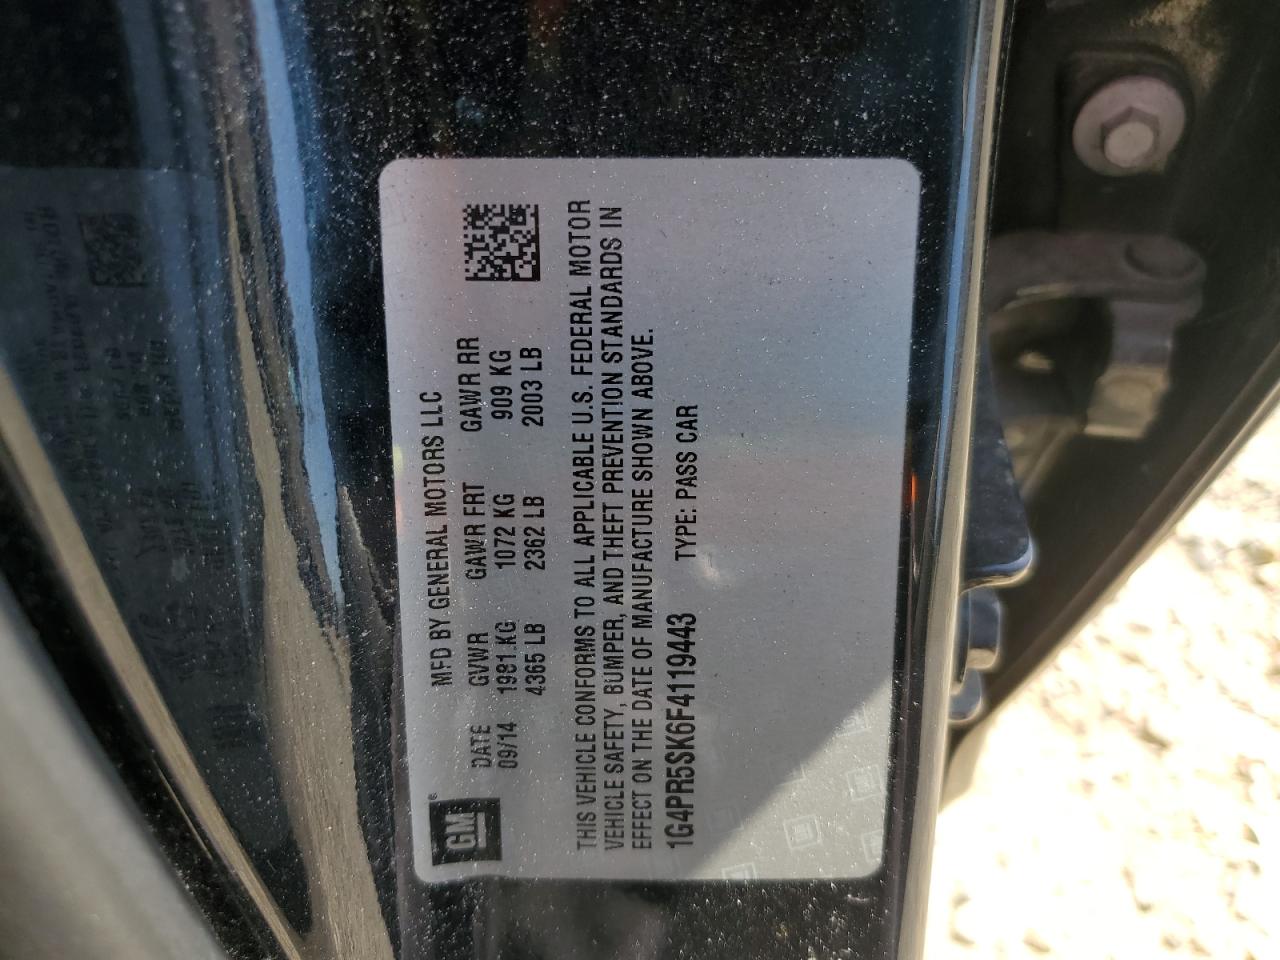 GM®
MFD BY GENERAL MOTORS LLC
DATE GVWR GAWR FRT GAWR RR
09/14 1981 KG 1072 KG 909 KG
4365 LB 2362 LB 2003 LB
THIS VEHICLE CONFORMS TO ALL APPLICABLE U.S. FEDERAL MOTOR
VEHICLE SAFETY, BUMPER, AND THEFT PREVENTION STANDARDS IN
EFFECT ON THE DATE OF MANUFACTURE SHOWN ABOVE.
1G4PR5SK6F4119443 TYPE: PASS CAR